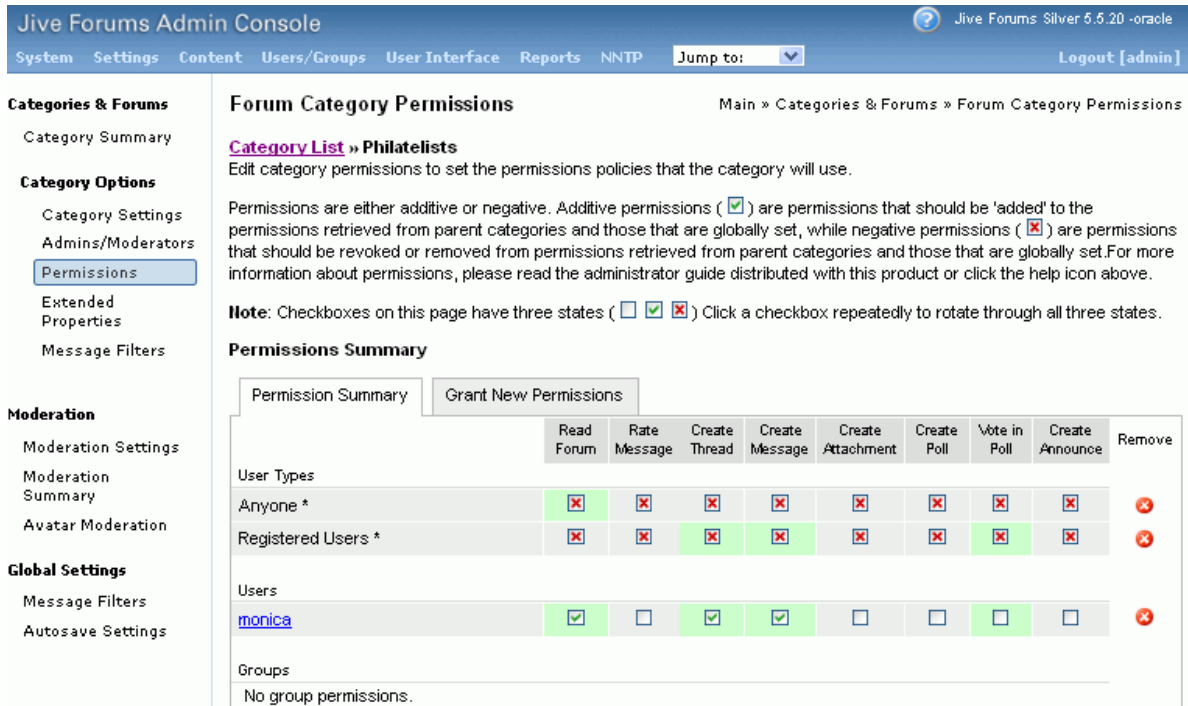 Jive Forums Admin Console
? Jive Forums Silver 5.5.20 -oracle
System Settings Content Users/Groups User Interface Reports NNTP Jump to: Logout [admin]
Categories & Forums
Category Summary
Category Options
Category Settings
Admins/Moderators
Permissions
Extended
Properties
Message Filters
Moderation
Moderation Settings
Moderation
Summary
Avatar Moderation
Global Settings
Message Filters
Autosave Settings
Forum Category Permissions
Main » Categories & Forums » Forum Category Permissions
Category List » Philatelists
Edit category permissions to set the permissions policies that the category will use.
Permissions are either additive or negative. Additive permissions ( ) are permissions that should be 'added' to the
permissions retrieved from parent categories and those that are globally set, while negative permissions ( ) are permissions
that should be revoked or removed from permissions retrieved from parent categories and those that are globally set.For more
information about permissions, please read the administrator guide distributed with this product or click the help icon above.
Note: Checkboxes on this page have three states ( ) Click a checkbox repeatedly to rotate through all three states.
Permissions Summary
Permission Summary Grant New Permissions
Read Rate Create Create Create Create Vote in Create
Forum Message Thread Message Attachment Poll Poll Announce Remove
User Types
Anyone *
Registered Users *
Users
monica
Groups
No group permissions.